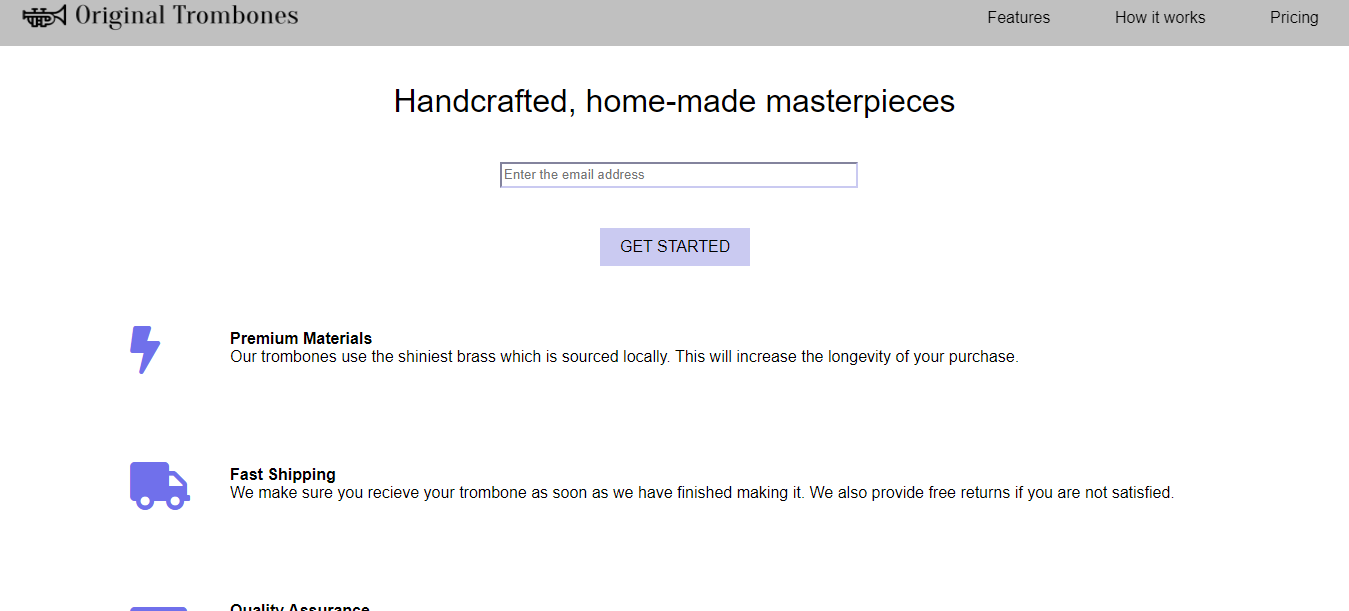 Original Trombones
Features
How it works
Pricing
Handcrafted, home-made masterpieces
Enter the email address
GET STARTED
Premium Materials
Our trombones use the shiniest brass which is sourced locally. This will increase the longevity of your purchase.
Fast Shipping
We make sure you recieve your trombone as soon as we have finished making it. We also provide free returns if you are not satisfied.
Quality Assurance